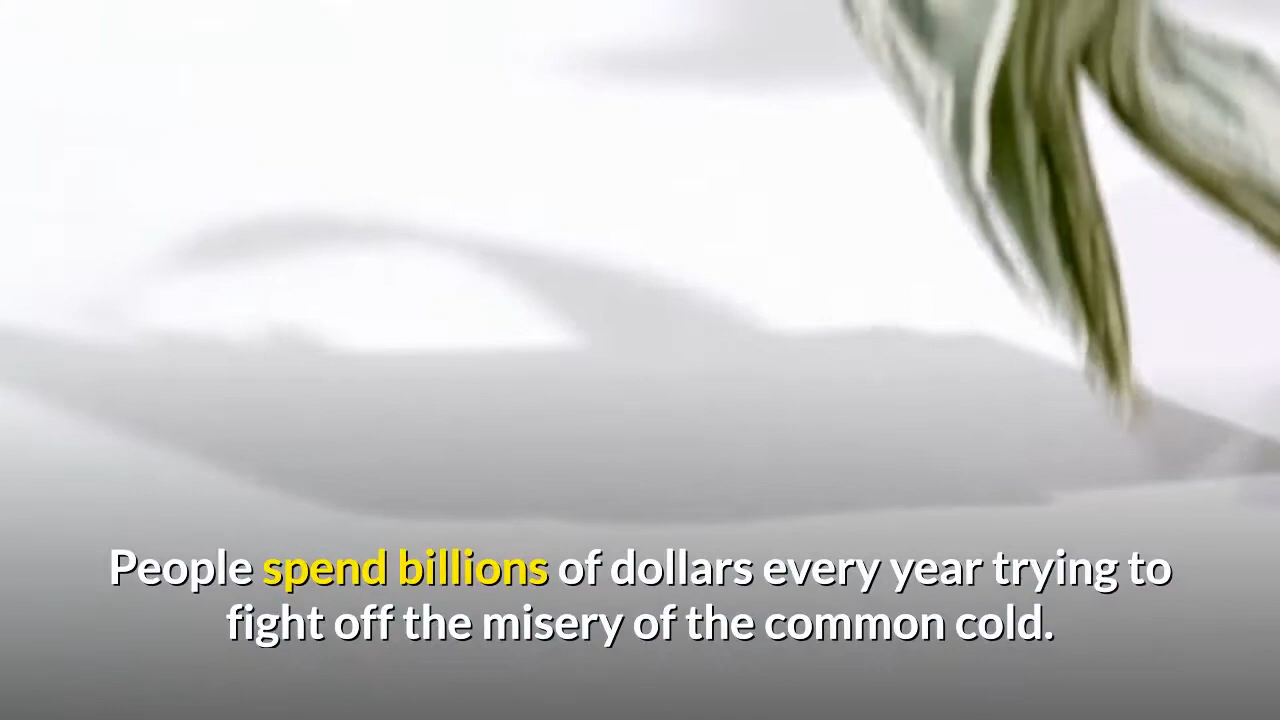 People spend billions of dollars every year trying to
fight off the misery of the common cold.